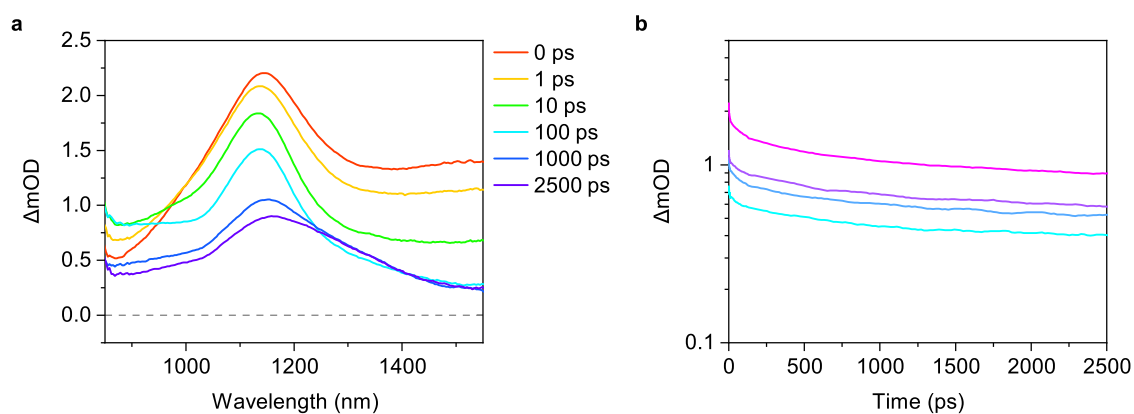 a
2.5
2.0
1.5
1.0
0.5
0.0
ΔmOD
1000 1200 1400
Wavelength (nm)
0 ps
1 ps
10 ps
100 ps
1000 ps
2500 ps
b
1
0.1
ΔmOD
0 500 1000 1500 2000 2500
Time (ps)